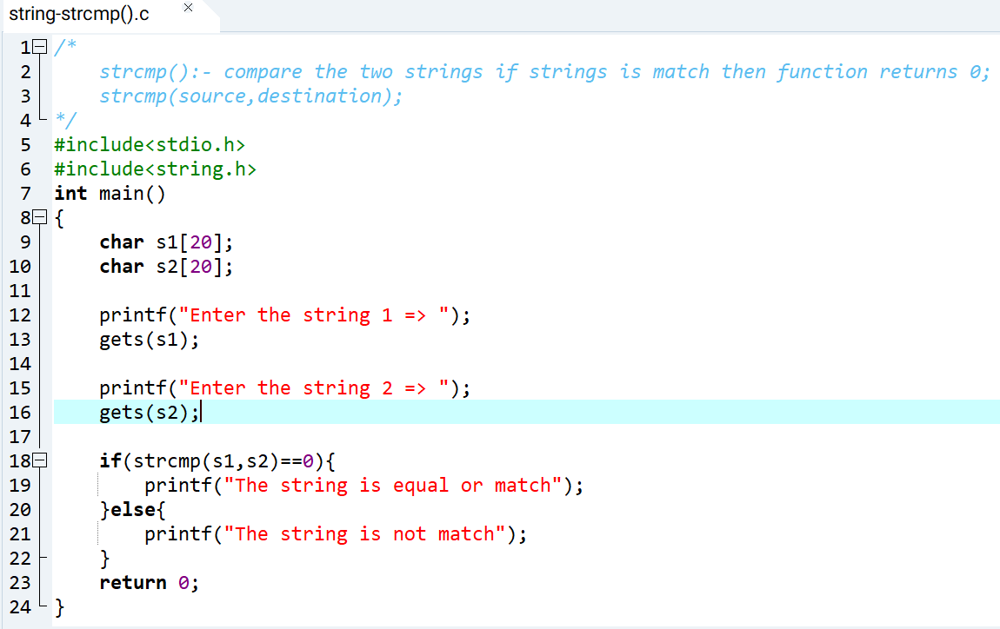 string-strcmp().c ×
1 /*
2     strcmp():- compare the two strings if strings is match then function returns 0;
3     strcmp(source,destination);
4 */
5 #include<stdio.h>
6 #include<string.h>
7 int main()
8 {
9     char s1[20];
10     char s2[20];
11
12     printf("Enter the string 1 => ");
13     gets(s1);
14
15     printf("Enter the string 2 => ");
16     gets(s2);
17
18     if(strcmp(s1,s2)==0){
19         printf("The string is equal or match");
20     }else{
21         printf("The string is not match");
22     }
23     return 0;
24 }